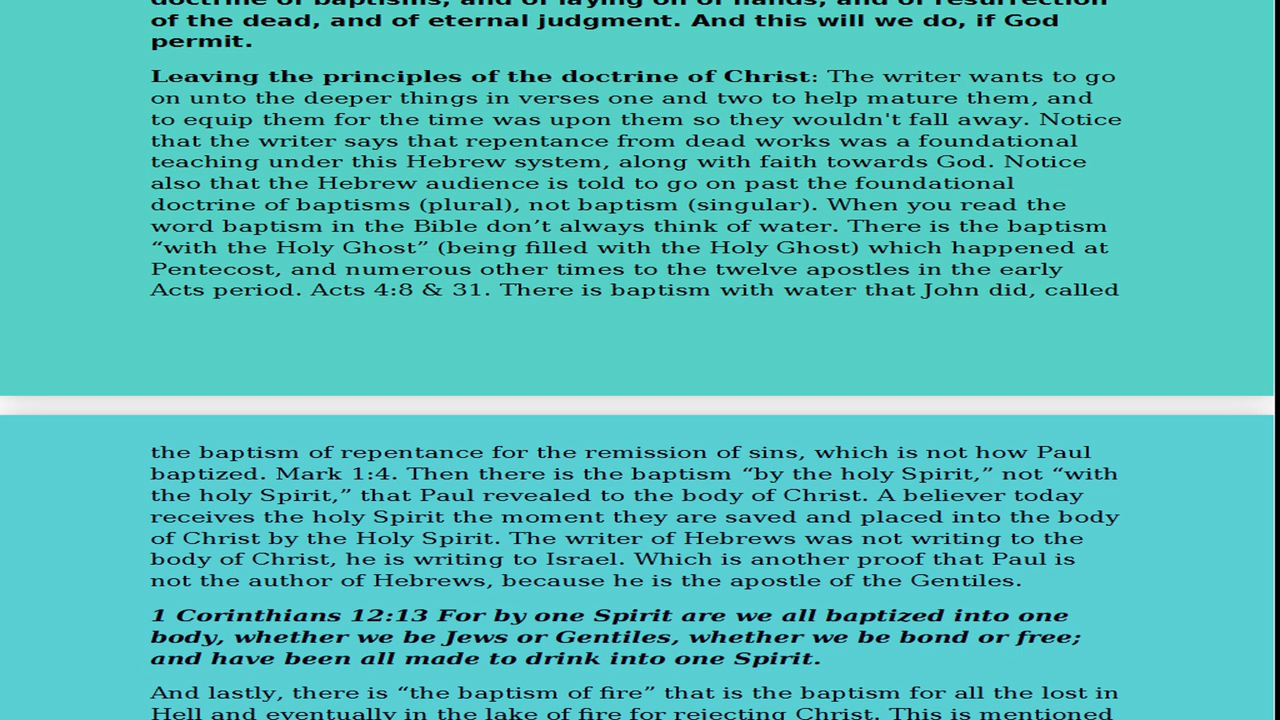 doctrine of baptisms, and of laying on of hands, and of resurrection
of the dead, and of eternal judgment. And this will we do, if God
permit.
Leaving the principles of the doctrine of Christ: The writer wants to go
on unto the deeper things in verses one and two to help mature them, and
to equip them for the time was upon them so they wouldn't fall away. Notice
that the writer says that repentance from dead works was a foundational
teaching under this Hebrew system, along with faith towards God. Notice
also that the Hebrew audience is told to go on past the foundational
doctrine of baptisms (plural), not baptism (singular). When you read the
word baptism in the Bible don’t always think of water. There is the baptism
“with the Holy Ghost” (being filled with the Holy Ghost) which happened at
Pentecost, and numerous other times to the twelve apostles in the early
Acts period. Acts 4:8 & 31. There is baptism with water that John did, called
the baptism of repentance for the remission of sins, which is not how Paul
baptized. Mark 1:4. Then there is the baptism “by the holy Spirit,” not “with
the holy Spirit,” that Paul revealed to the body of Christ. A believer today
receives the holy Spirit the moment they are saved and placed into the body
of Christ by the Holy Spirit. The writer of Hebrews was not writing to the
body of Christ, he is writing to Israel. Which is another proof that Paul is
not the author of Hebrews, because he is the apostle of the Gentiles.
1 Corinthians 12:13 For by one Spirit are we all baptized into one
body, whether we be Jews or Gentiles, whether we be bond or free;
and have been all made to drink into one Spirit.
And lastly, there is “the baptism of fire” that is the baptism for all the lost in
Hell and eventually in the lake of fire for rejecting Christ. This is mentioned